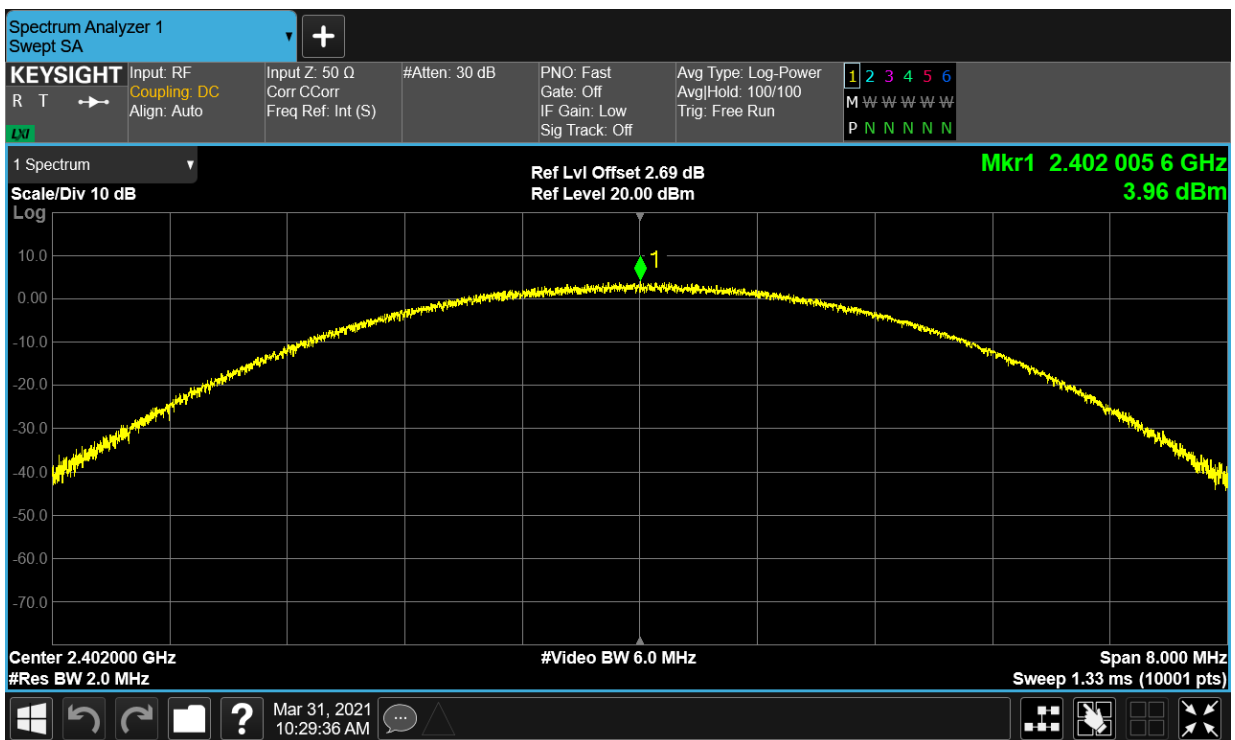 Spectrum Analyzer 1
Swept SA
KEYSIGHT
R T
LXI
Input: RF
Coupling: DC
Align: Auto
Input Z: 50 Ω
Corr CCorr
Freq Ref: Int (S)
#Atten: 30 dB
PNO: Fast
Gate: Off
IF Gain: Low
Sig Track: Off
Avg Type: Log-Power
Avg|Hold: 100/100
Trig: Free Run
1 2 3 4 5 6
M W W W W W
P N N N N N
1 Spectrum
Scale/Div 10 dB
Log
Ref Lvl Offset 2.69 dB
Ref Level 20.00 dBm
Mkr1 2.402 005 6 GHz
3.96 dBm
1
10.0
0.00
-10.0
-20.0
-30.0
-40.0
-50.0
-60.0
-70.0
Center 2.402000 GHz
#Res BW 2.0 MHz
#Video BW 6.0 MHz
Span 8.000 MHz
Sweep 1.33 ms (10001 pts)
?
Mar 31, 2021
10:29:36 AM